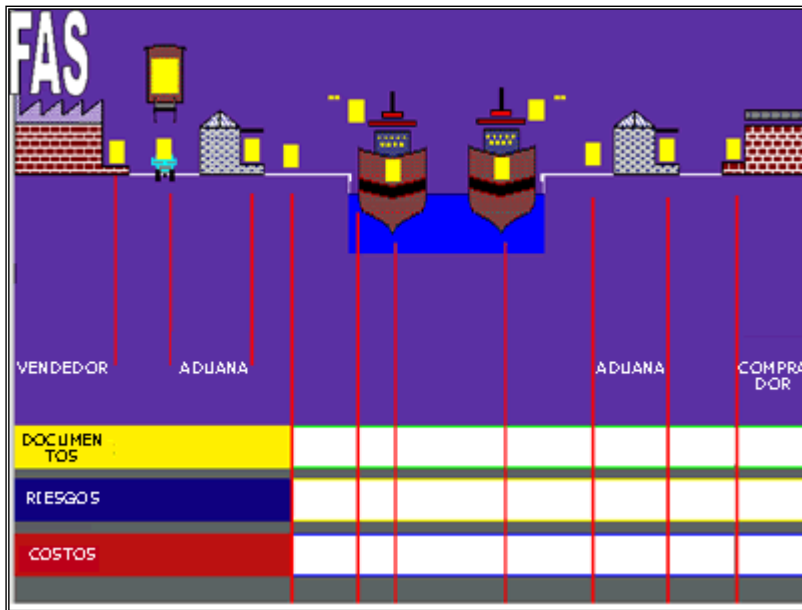 FAS
VENDEDOR
ADUANA
ADUANA
COMPRA
DOR
DOCUMEN
TOS
RIESGOS
COSTOS